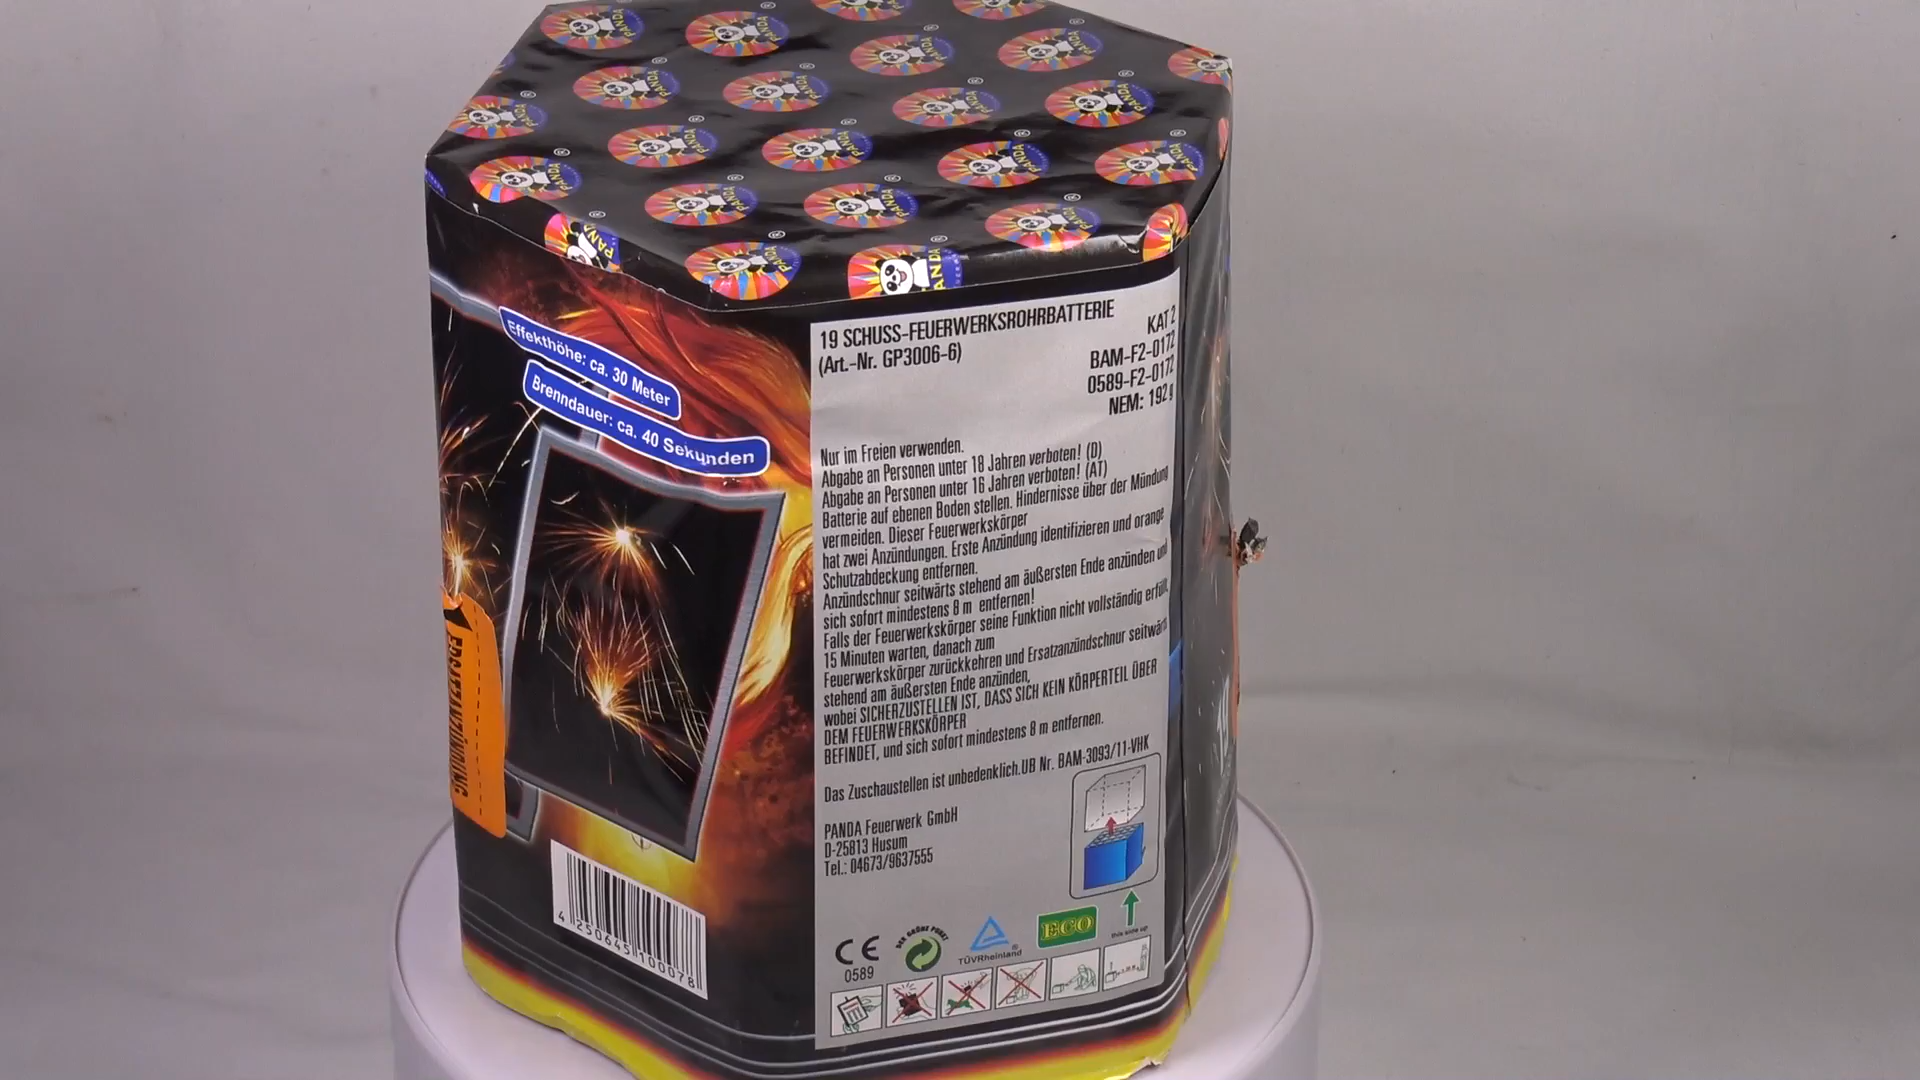 PANDA
Effekthöhe: ca. 30 Meter
Brenndauer: ca. 40 Sekunden
ERSATZANZÜNDUNG
4 250645 100078
19 SCHUSS-FEUERWERKSROHRBATTERIE
(Art.-Nr. GP3006-6)
KAT 2
BAM-F2-0172
0589-F2-0172
NEM: 192 g
Nur im Freien verwenden.
Abgabe an Personen unter 18 Jahren verboten! (D)
Abgabe an Personen unter 16 Jahren verboten! (AT)
Batterie auf ebenen Boden stellen. Hindernisse über der Mündung
vermeiden. Dieser Feuerwerkskörper
hat zwei Anzündungen. Erste Anzündung identifizieren und orange
Schutzabdeckung entfernen.
Anzündschnur seitwärts stehend am äußersten Ende anzünden und
sich sofort mindestens 8 m entfernen!
Falls der Feuerwerkskörper seine Funktion nicht vollständig erfüllt,
15 Minuten warten, danach zum
Feuerwerkskörper zurückkehren und Ersatzanzündschnur seitwärts
stehend am äußersten Ende anzünden,
wobei SICHERZUSTELLEN IST, DASS SICH KEIN KÖRPERTEIL ÜBER
DEM FEUERWERKSKÖRPER
BEFINDET, und sich sofort mindestens 8 m entfernen.
Das Zuschaustellen ist unbedenklich.UB Nr. BAM-3093/11-VHK
PANDA Feuerwerk GmbH
D-25813 Husum
Tel.: 04673/9637555
CE
0589
DER GRÜNE PUNKT
TÜVRheinland®
ECO
this side up